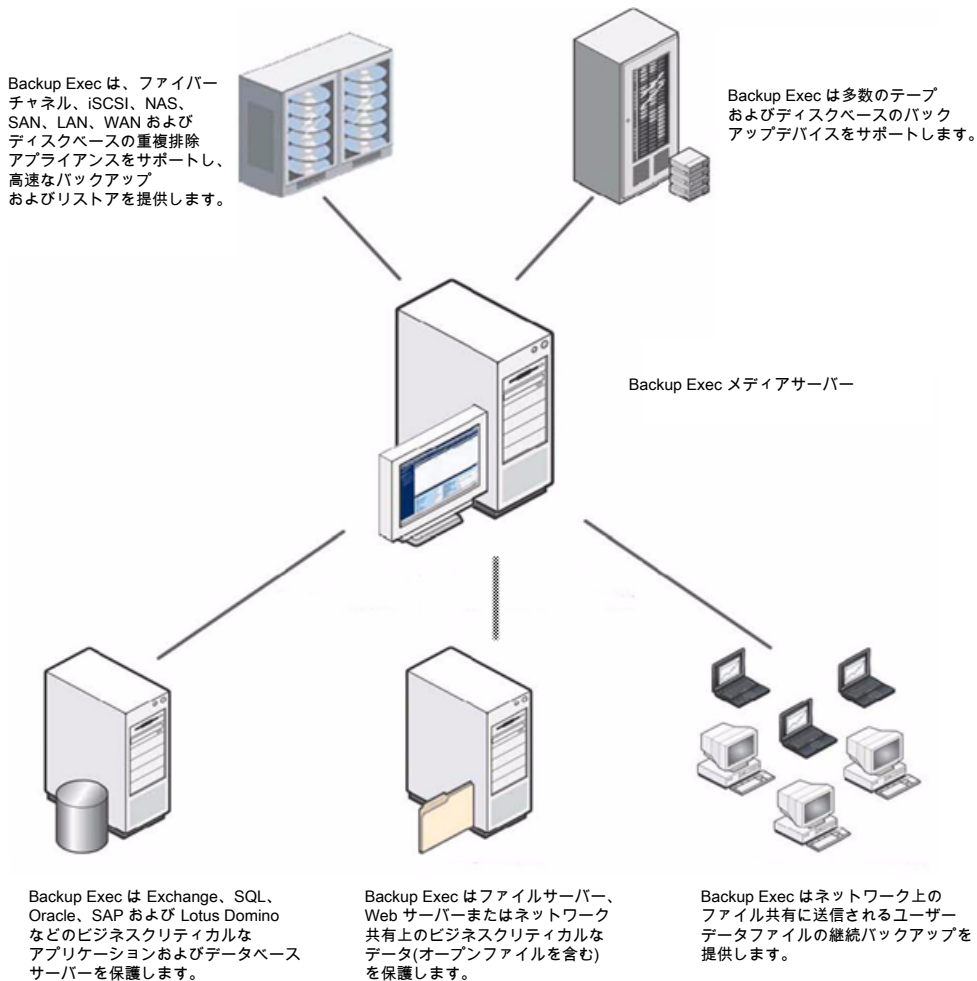 Backup Exec は、ファイバー
チャネル、iSCSI、NAS、
SAN、LAN、WAN および
ディスクベースの重複排除
アプライアンスをサポートし、
高速なバックアップ
およびリストアを提供します。
Backup Exec は多数のテープ
およびディスクベースのバック
アップデバイスをサポートします。
Backup Exec メディアサーバー
Backup Exec は Exchange、SQL、
Oracle、SAP および Lotus Domino
などのビジネスクリティカルな
アプリケーションおよびデータベース
サーバーを保護します。
Backup Exec はファイルサーバー、
Web サーバーまたはネットワーク
共有上のビジネスクリティカルな
データ(オープンファイルを含む)
を保護します。
Backup Exec はネットワーク上の
ファイル共有に送信されるユーザー
データファイルの継続バックアップを
提供します。